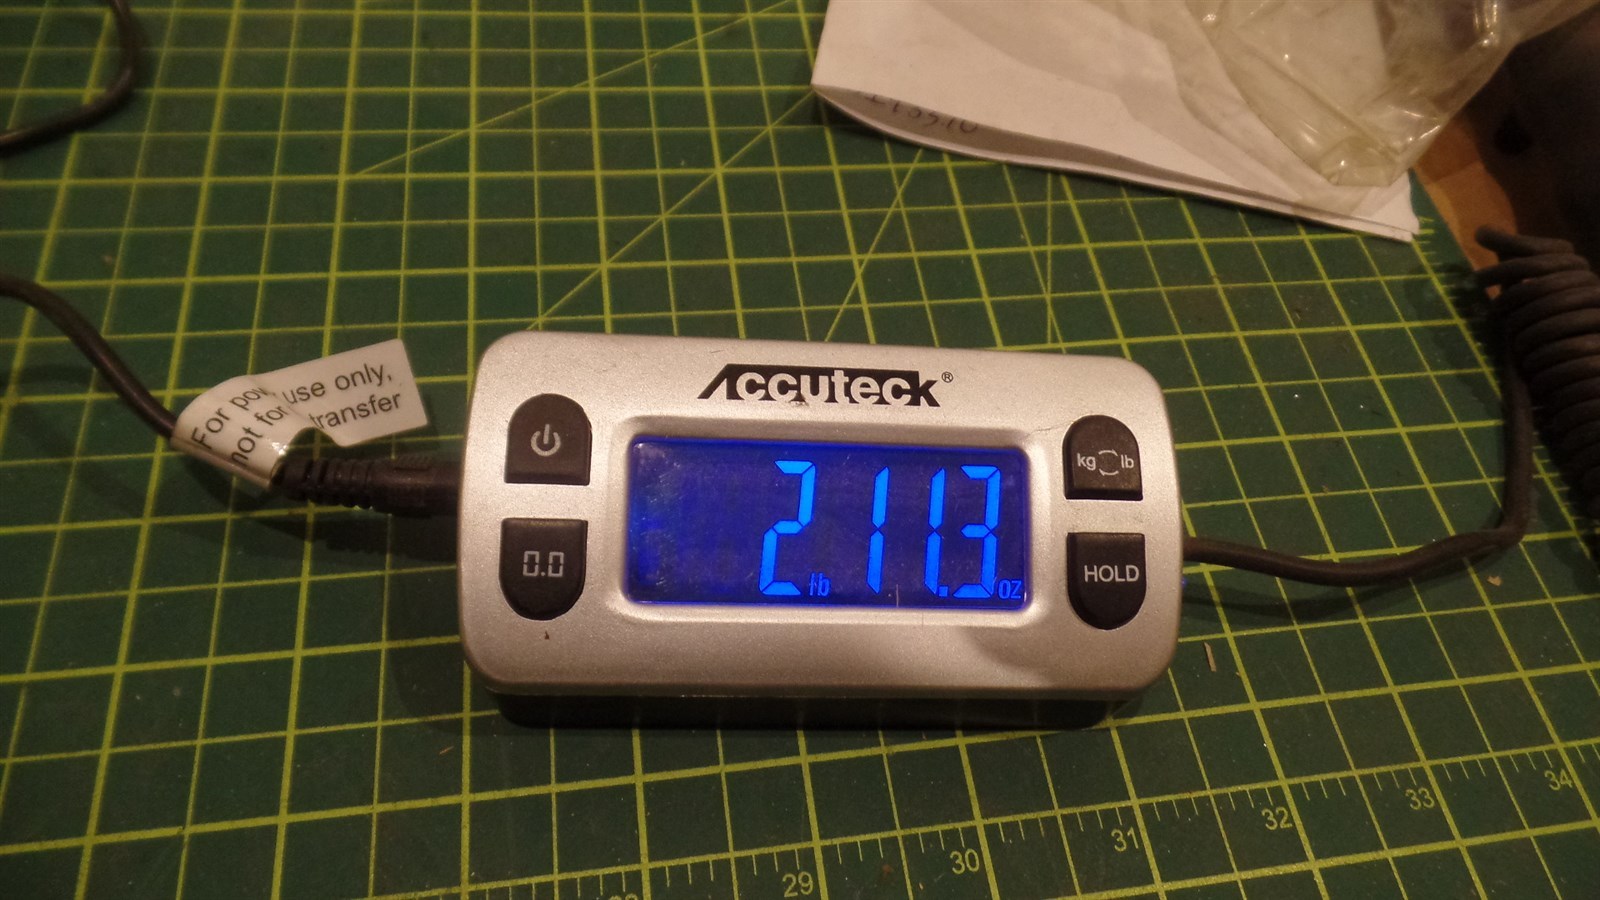 For pow
use only,
not for
transfer
Accuteck®
kg lb
2 lb 11.3 oz
0.0
HOLD
29
30
31
32
33
34